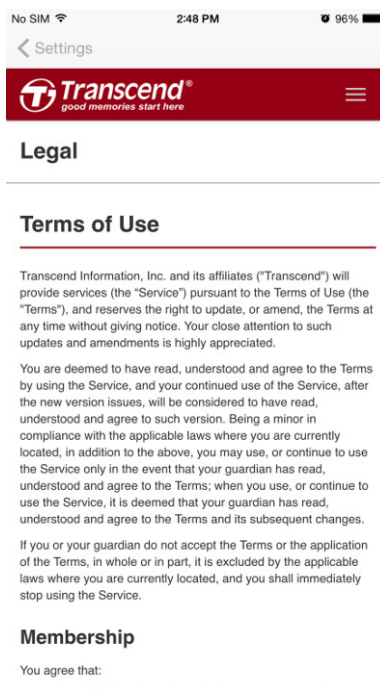 No SIM 2:48 PM 96%
Settings
Transcend®
good memories start here
Legal
Terms of Use
Transcend Information, Inc. and its affiliates ("Transcend") will
provide services (the "Service") pursuant to the Terms of Use (the
"Terms"), and reserves the right to update, or amend, the Terms at
any time without giving notice. Your close attention to such
updates and amendments is highly appreciated.
You are deemed to have read, understood and agree to the Terms
by using the Service, and your continued use of the Service, after
the new version issues, will be considered to have read,
understood and agree to such version. Being a minor in
compliance with the applicable laws where you are currently
located, in addition to the above, you may use, or continue to use
the Service only in the event that your guardian has read,
understood and agree to the Terms; when you use, or continue to
use the Service, it is deemed that your guardian has read,
understood and agree to the Terms and its subsequent changes.
If you or your guardian do not accept the Terms or the application
of the Terms, in whole or in part, it is excluded by the applicable
laws where you are currently located, and you shall immediately
stop using the Service.
Membership
You agree that: